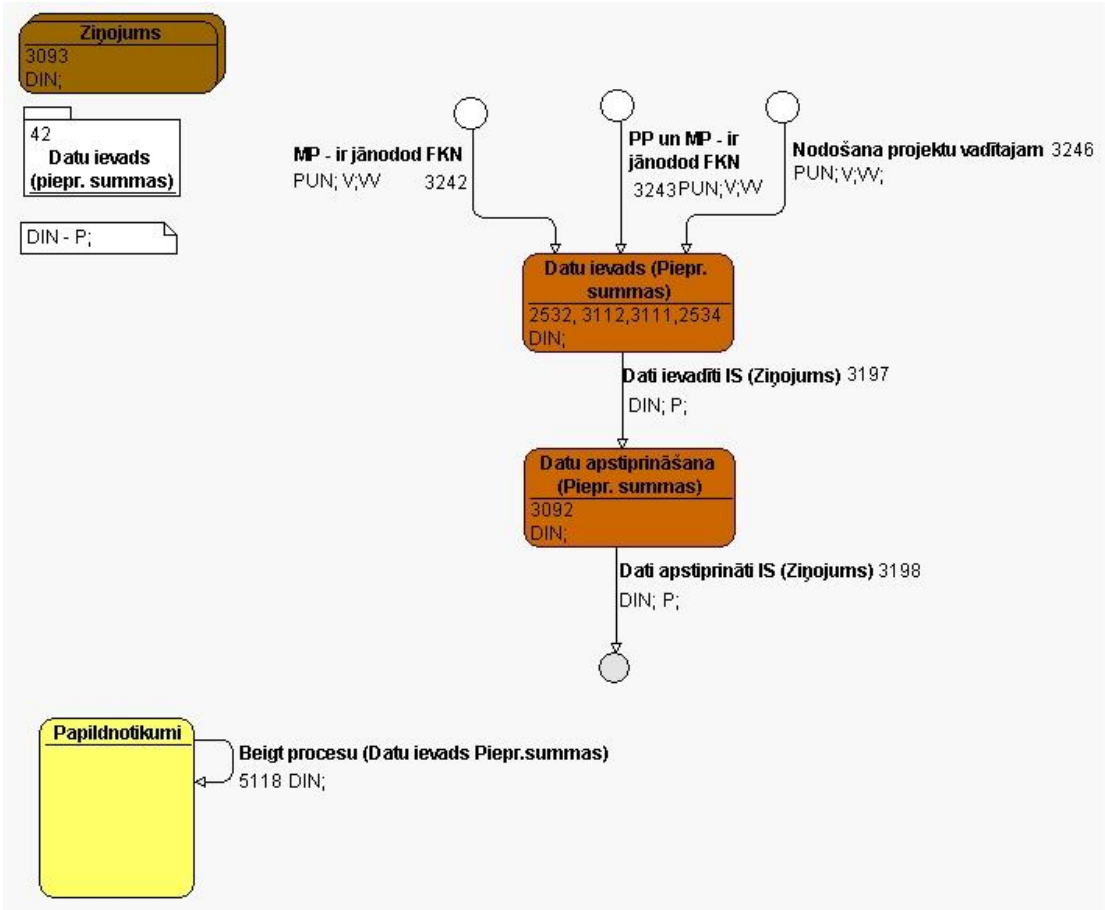 Ziņojums
3093
DIN;
42
Datu ievads
(piepr. summas)
DIN - P;
MP - ir jānodod FKN
PUN; V;VV 3242
PP un MP - ir
jānodod FKN
3243 PUN;V;VV
Nodošana projektu vadītajam 3246
PUN; V;VV;
Datu ievads (Piepr.
summas)
2532, 3112,3111,2534
DIN;
Dati ievadīti IS (Ziņojums) 3197
DIN; P;
Datu apstiprināšana
(Piepr. summas)
3092
DIN;
Dati apstiprināti IS (Ziņojums) 3198
DIN; P;
Papildnotikumi
Beigt procesu (Datu ievads Piepr.summas)
5118 DIN;